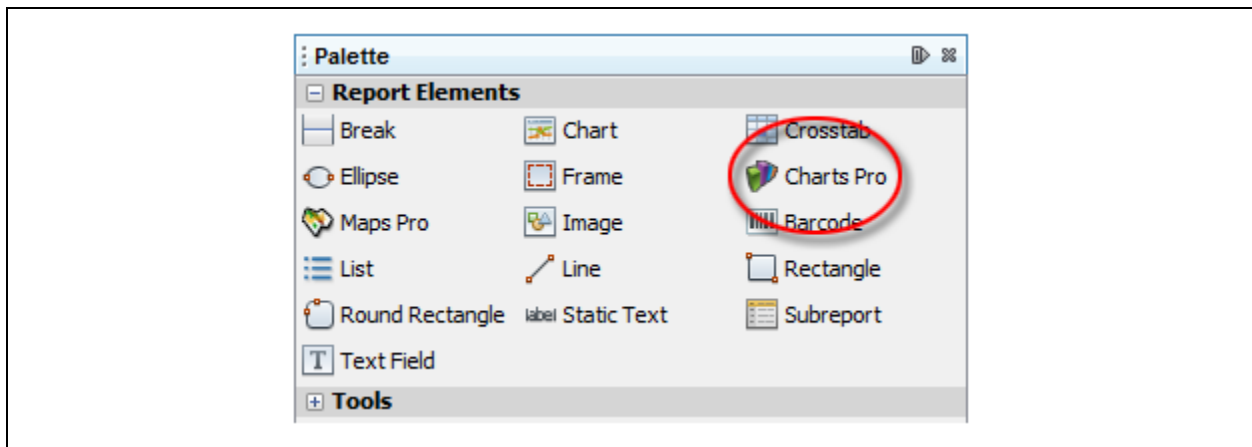 Palette
Report Elements
Break Chart Crosstab
Ellipse Frame Charts Pro
Maps Pro Image Barcode
List Line Rectangle
Round Rectangle label Static Text Subreport
T Text Field
Tools